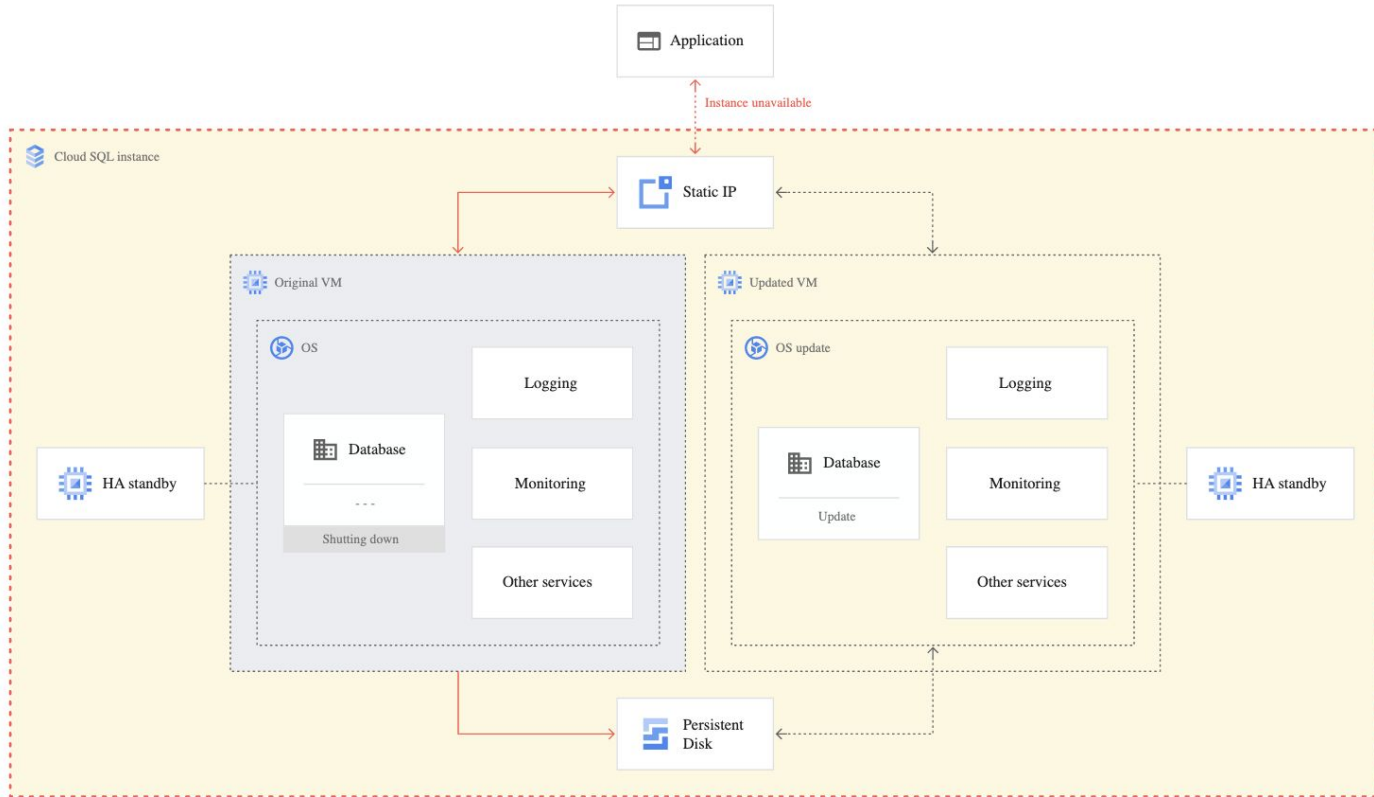 Application
Instance unavailable
Cloud SQL instance
Static IP
Original VM
OS
Logging
Database
---
Shutting down
Monitoring
Other services
HA standby
Updated VM
OS update
Logging
Database
Update
Monitoring
Other services
HA standby
Persistent
Disk